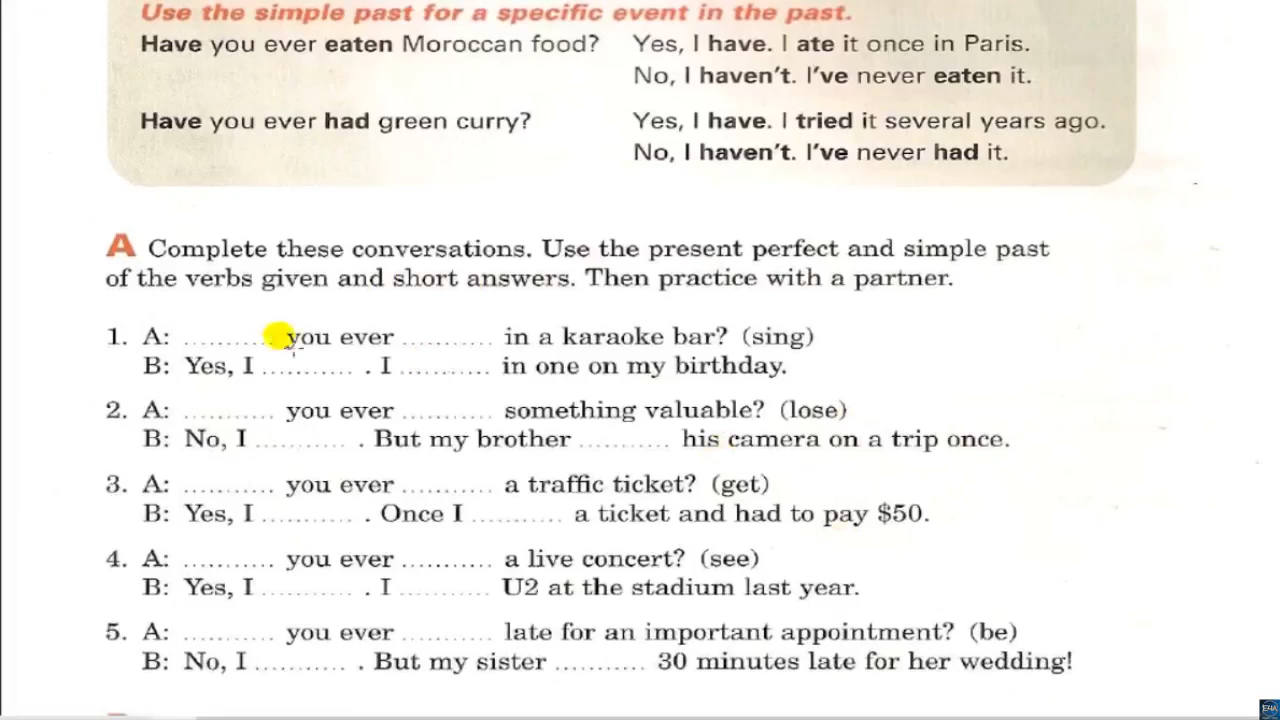 Use the simple past for a specific event in the past.
Have you ever eaten Moroccan food? Yes, I have. I ate it once in Paris.
No, I haven't. I've never eaten it.
Have you ever had green curry? Yes, I have. I tried it several years ago.
No, I haven't. I've never had it.
A Complete these conversations. Use the present perfect and simple past
of the verbs given and short answers. Then practice with a partner.
1. A: .......... you ever .......... in a karaoke bar? (sing)
B: Yes, I .......... . I .......... in one on my birthday.
2. A: .......... you ever .......... something valuable? (lose)
B: No, I .......... . But my brother .......... his camera on a trip once.
3. A: .......... you ever .......... a traffic ticket? (get)
B: Yes, I .......... . Once I .......... a ticket and had to pay $50.
4. A: .......... you ever .......... a live concert? (see)
B: Yes, I .......... . I .......... U2 at the stadium last year.
5. A: .......... you ever .......... late for an important appointment? (be)
B: No, I .......... . But my sister .......... 30 minutes late for her wedding!